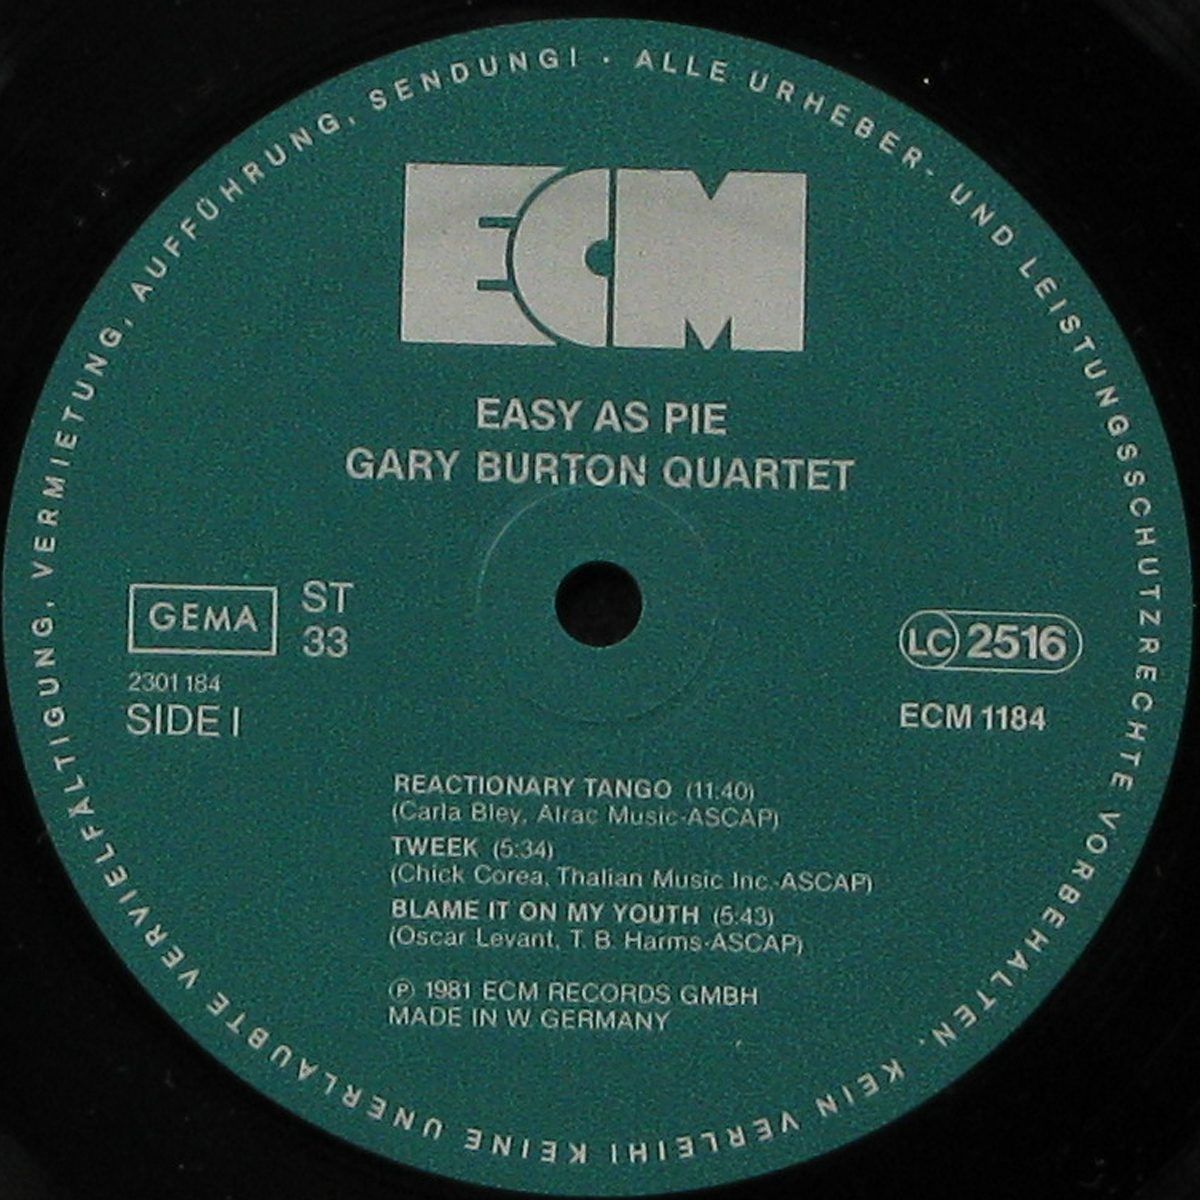 ALLE URHEBER- UND LEISTUNGSSCHUTZRECHTE VORBEHALTEN. KEIN VERLEIH! KEINE UNERLAUBTE VERVIELFÄLTIGUNG, VERMIETUNG, AUFFÜHRUNG, SENDUNG! ·
ECM
EASY AS PIE
GARY BURTON QUARTET
GEMA
ST
33
LC 2516
2301 184
SIDE I
ECM 1184
REACTIONARY TANGO (11:40)
(Carla Bley, Alrac Music-ASCAP)
TWEEK (5:34)
(Chick Corea, Thalian Music Inc.-ASCAP)
BLAME IT ON MY YOUTH (5:43)
(Oscar Levant, T. B. Harms-ASCAP)
℗ 1981 ECM RECORDS GMBH
MADE IN W. GERMANY